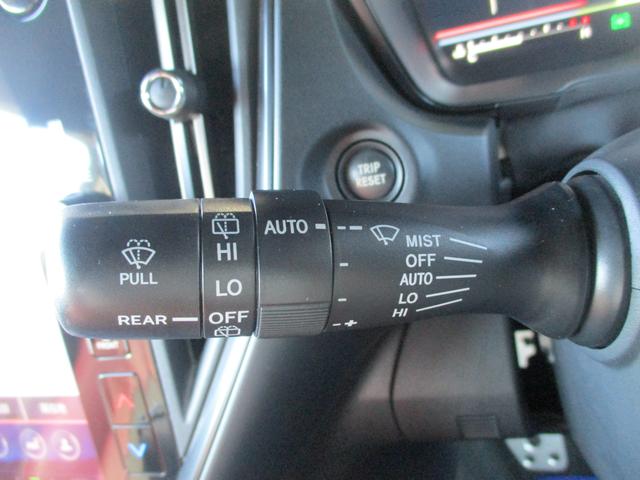 TRIP
RESET
PULL
REAR
HI
LO
OFF
AUTO
MIST
OFF
AUTO
LO
HI
- +